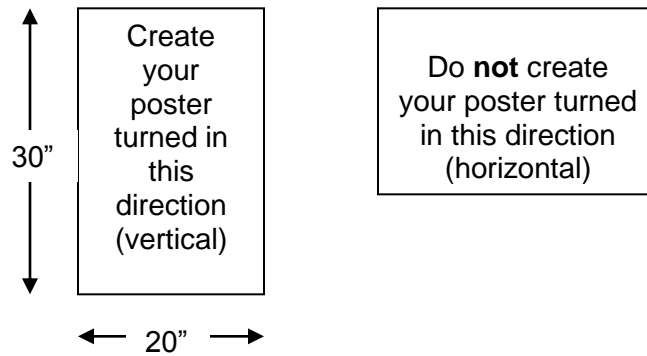 Create
your
poster
turned in
this
direction
(vertical)
30”
20”
Do not create
your poster turned
in this direction
(horizontal)